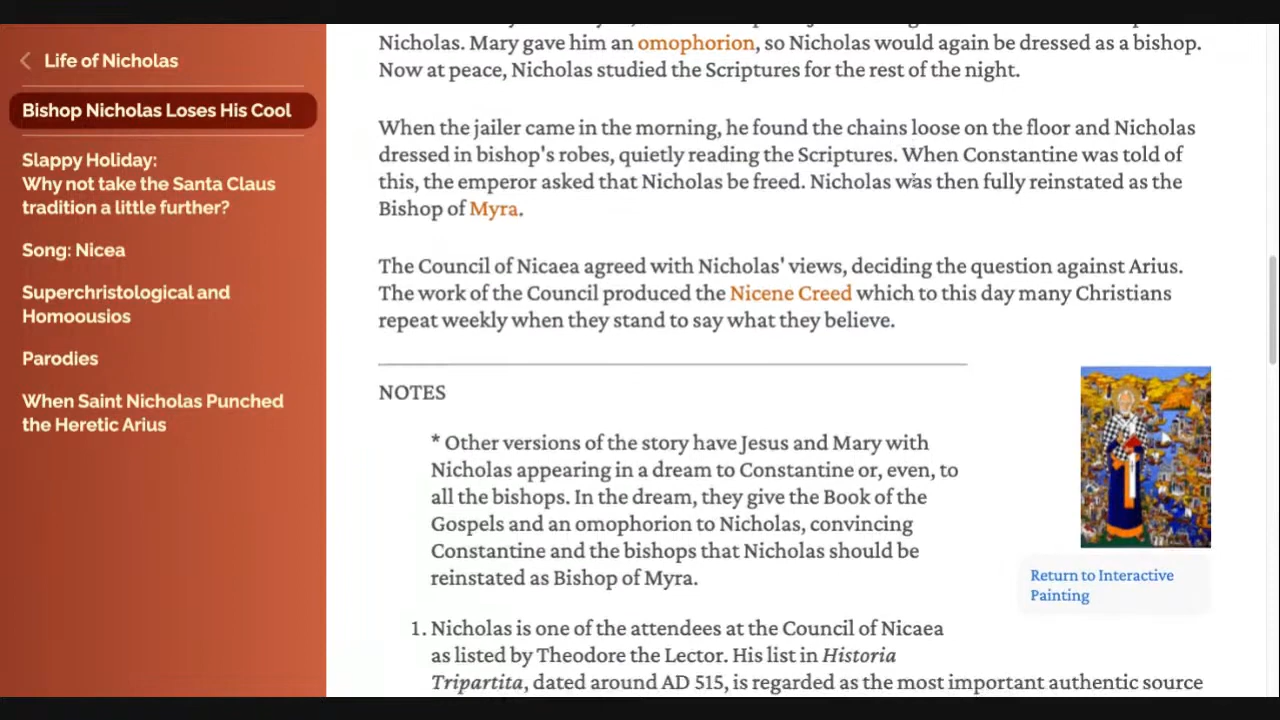 Life of Nicholas
Bishop Nicholas Loses His Cool
Slappy Holiday:
Why not take the Santa Claus
tradition a little further?
Song: Nicea
Superchristological and
Homoousios
Parodies
When Saint Nicholas Punched
the Heretic Arius
Nicholas. Mary gave him an omophorion, so Nicholas would again be dressed as a bishop.
Now at peace, Nicholas studied the Scriptures for the rest of the night.
When the jailer came in the morning, he found the chains loose on the floor and Nicholas
dressed in bishop's robes, quietly reading the Scriptures. When Constantine was told of
this, the emperor asked that Nicholas be freed. Nicholas was then fully reinstated as the
Bishop of Myra.
The Council of Nicaea agreed with Nicholas' views, deciding the question against Arius.
The work of the Council produced the Nicene Creed which to this day many Christians
repeat weekly when they stand to say what they believe.
NOTES
* Other versions of the story have Jesus and Mary with
Nicholas appearing in a dream to Constantine or, even, to
all the bishops. In the dream, they give the Book of the
Gospels and an omophorion to Nicholas, convincing
Constantine and the bishops that Nicholas should be
reinstated as Bishop of Myra.
Return to Interactive
Painting
1. Nicholas is one of the attendees at the Council of Nicaea
as listed by Theodore the Lector. His list in Historia
Tripartita, dated around AD 515, is regarded as the most important authentic source